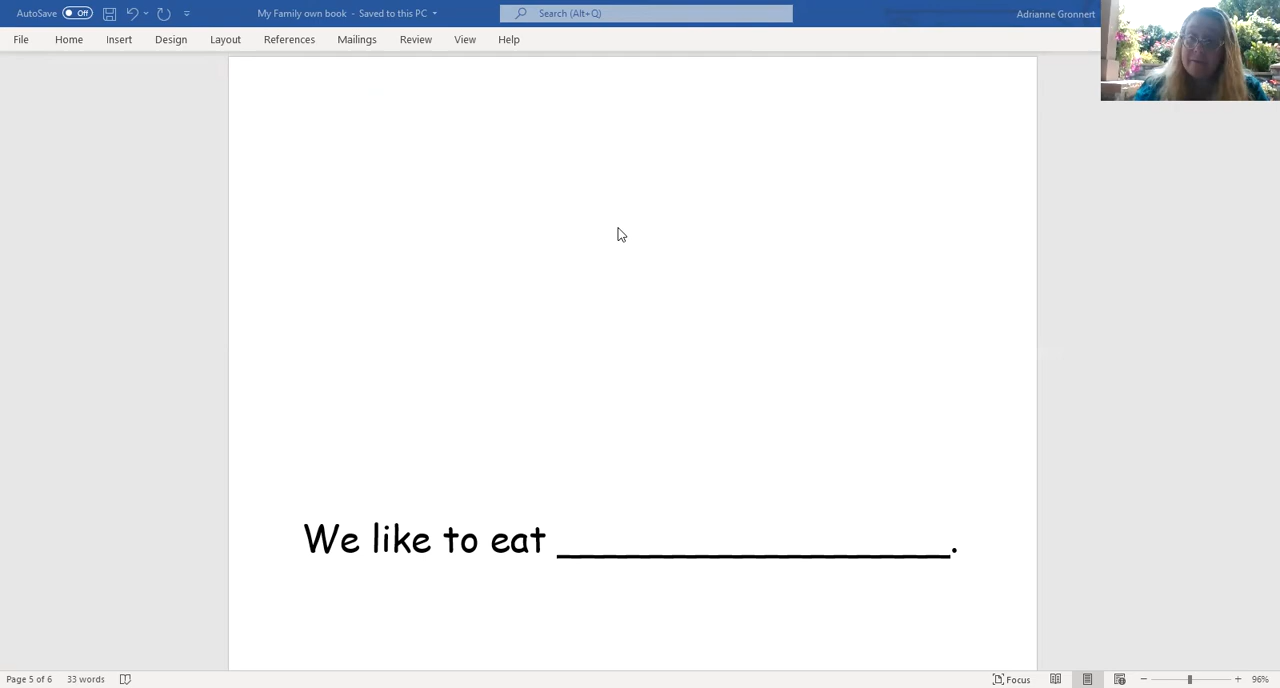 AutoSave Off My Family own book - Saved to this PC Search (Alt+Q) Adrianne Gronnert
File Home Insert Design Layout References Mailings Review View Help
We like to eat __________________.
Page 5 of 6 33 words Focus 96%